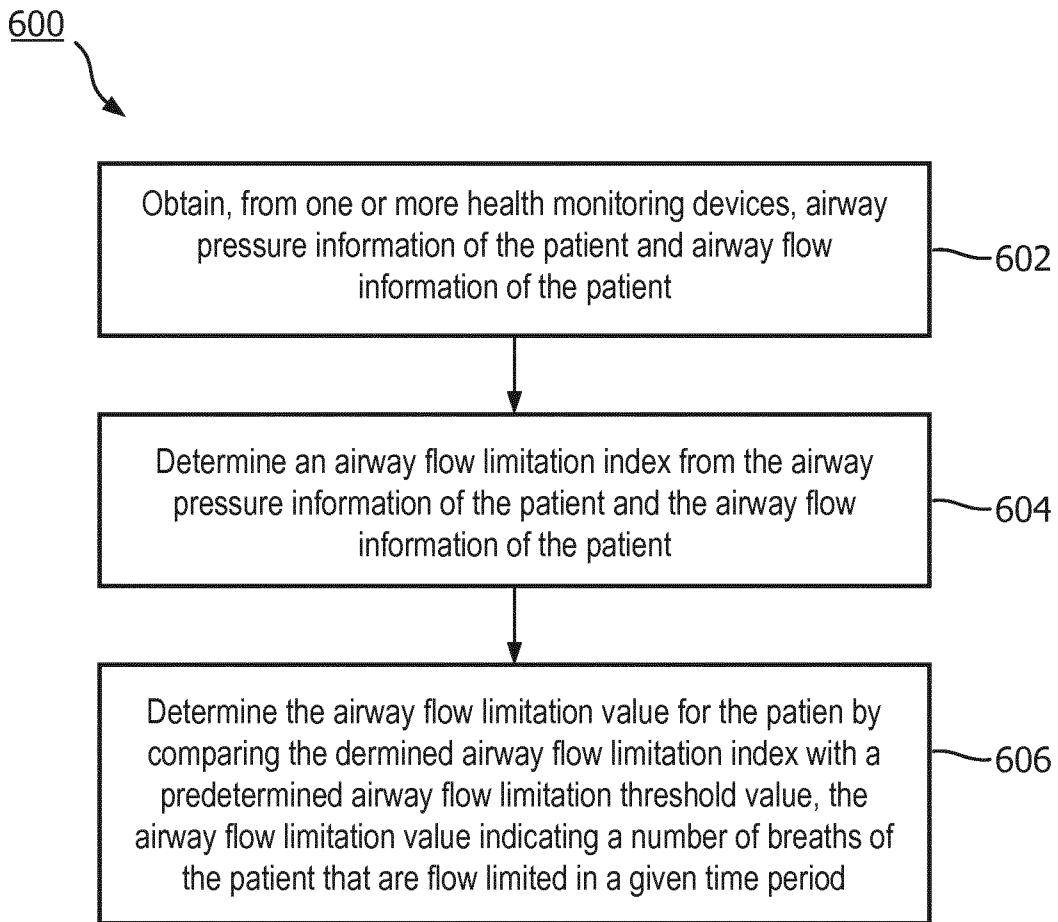 600
Obtain, from one or more health monitoring devices, airway
pressure information of the patient and airway flow
information of the patient
602
Determine an airway flow limitation index from the airway
pressure information of the patient and the airway flow
information of the patient
604
Determine the airway flow limitation value for the patien by
comparing the dermined airway flow limitation index with a
predetermined airway flow limitation threshold value, the
airway flow limitation value indicating a number of breaths of
the patient that are flow limited in a given time period
606